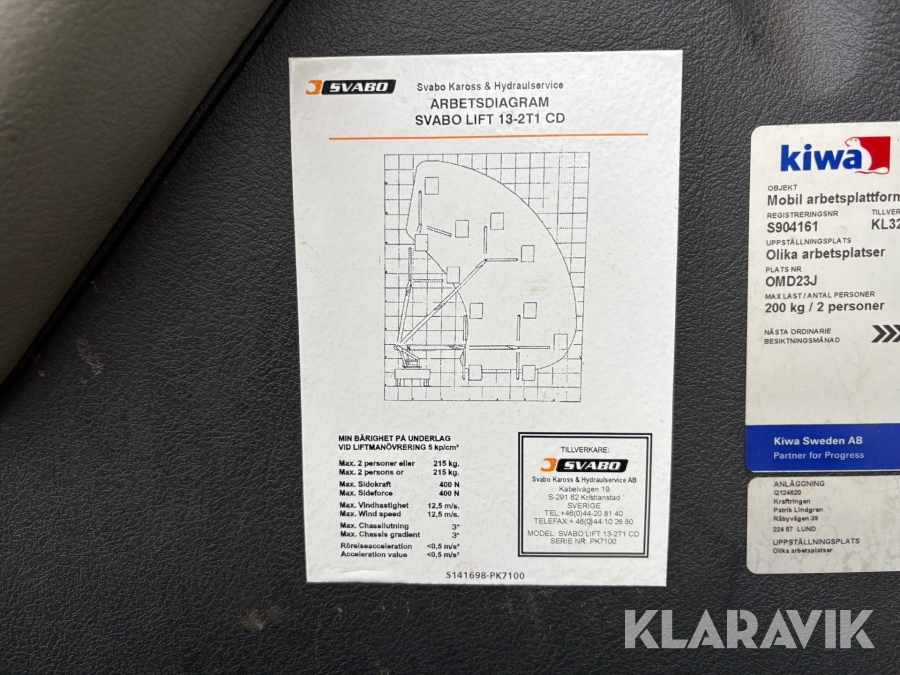 SVABO
Svabo Kaross & Hydraulservice
ARBETSDIAGRAM
SVABO LIFT 13-2T1 CD
MIN BÄRIGHET PÅ UNDERLAG
VID LIFTMANÖVRERING 5 kp/cm²
Max. 2 personer eller 215 kg.
Max. 2 persons or 215 kg.
Max. Sidokraft 400 N
Max. Sideforce 400 N
Max. Vindhastighet 12,5 m/s.
Max. Wind speed 12,5 m/s.
Max. Chassilutning 3°
Max. Chassis gradient 3°
Röreiseacceleration <0,5 m/s²
Acceleration value <0,5 m/s²
TILLVERKARE:
SVABO
Svabo Kaross & Hydraulservice AB
Kabelvägen 19
S-291 62 Kristianstad
SVERIGE
TEL:+46(0)44-20 81 40
TELEFAX:+ 46(0)44-10 26 80
MODEL: SVABO LIFT 13-2T1 CD
SERIE NR: PK7100
S141698-PK7100
kiwa
OBJEKT
Mobil arbetsplattform
REGISTRERINGSNR TILLVER
S904161 KL32
UPPSTÄLLNINGSPLATS
Olika arbetsplatser
PLATS NR
OMD23J
MAX LAST/ANTAL PERSONER
200 kg / 2 personer
NÄSTA ORDINARIE
BESIKTNINGSMÅNAD
Kiwa Sweden AB
Partner for Progress
ANLÄGGNING
Q124620
Kraftringen
Patrik Lindgren
Råbyvägen 39
224 57 LUND
UPPSTÄLLNINGSPLATS
Olika arbetsplatser
KLARAVIK